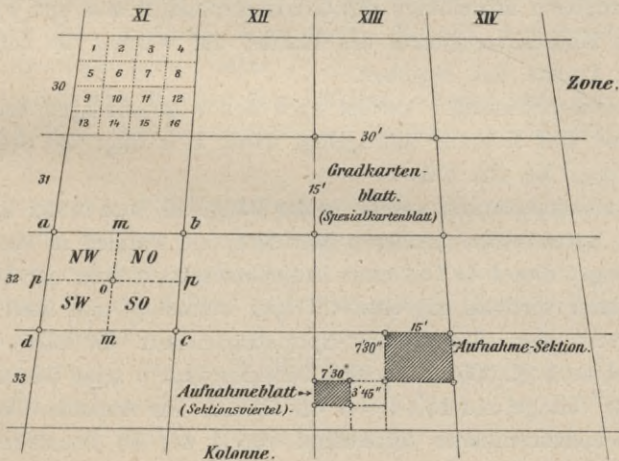 XI XII XIII XIV
1 2 3 4
5 6 7 8
9 10 11 12
13 14 15 16
30
Zone.
30'
31
15'
Gradkarten-
blatt.
(Spezialkartenblatt)
a m b
NW NO
32
p o p
SW SO
d m c
15'
7'30"
Aufnahme-Sektion.
33
7'30"
Aufnahmeblatt
3'45"
(Sektionsviertel)
Kolonne.